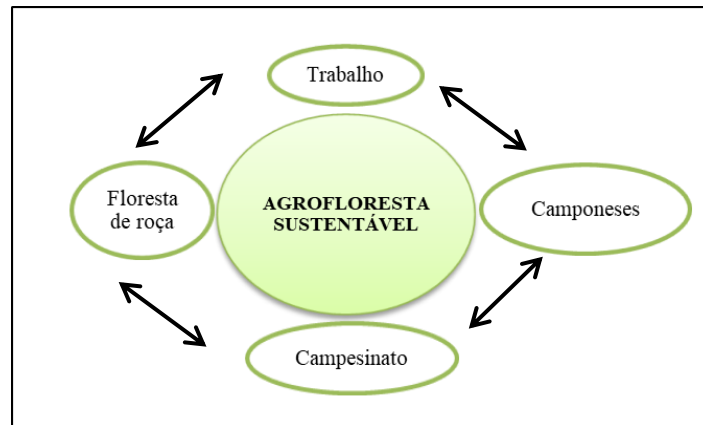 Trabalho
Floresta
de roça
AGROFLORESTA
SUSTENTÁVEL
Camponeses
Campesinato